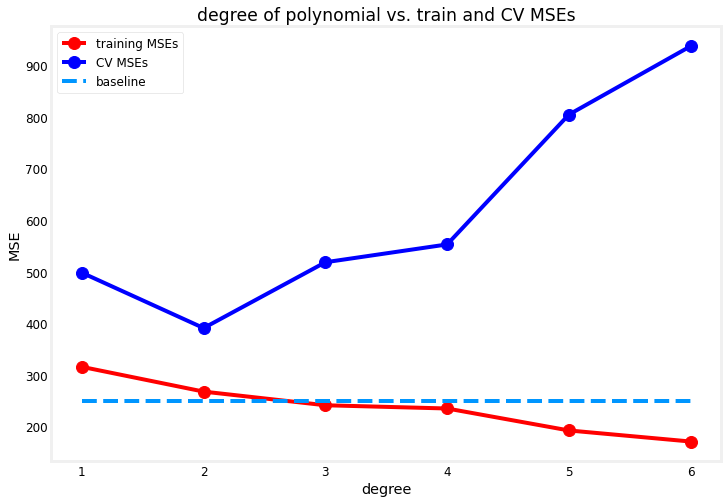 degree of polynomial vs. train and CV MSEs
training MSEs
CV MSEs
baseline
900
800
700
600
500
400
300
200
MSE
1 2 3 4 5 6
degree